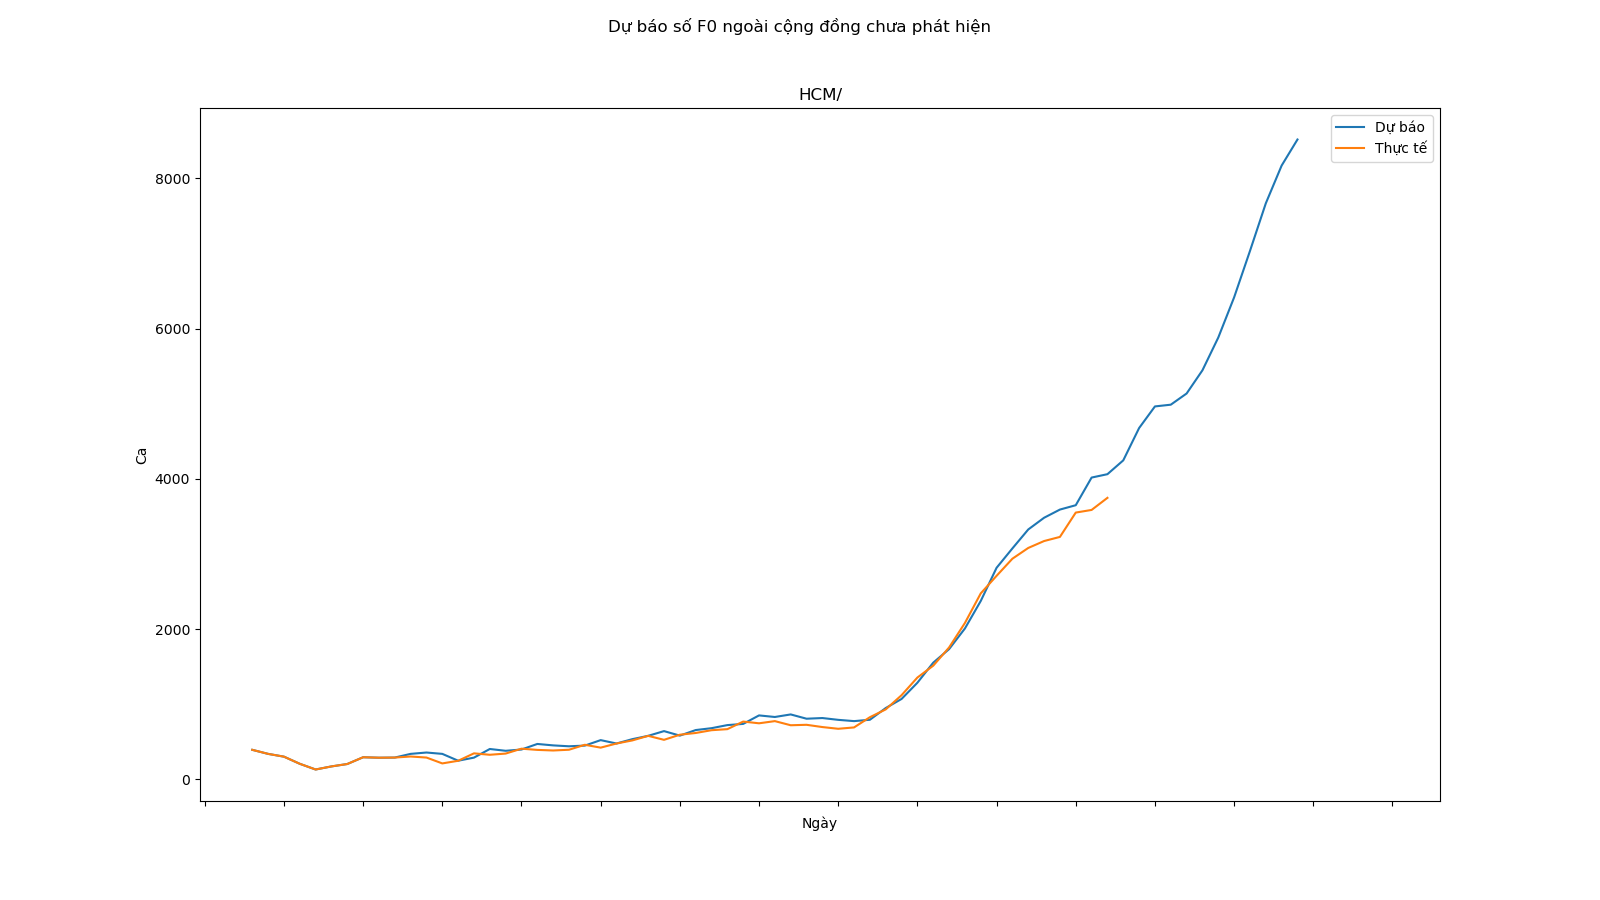 Dự báo số F0 ngoài cộng đồng chưa phát hiện
HCM/
Dự báo
Thực tế
8000
6000
4000
2000
0
Ca
Ngày